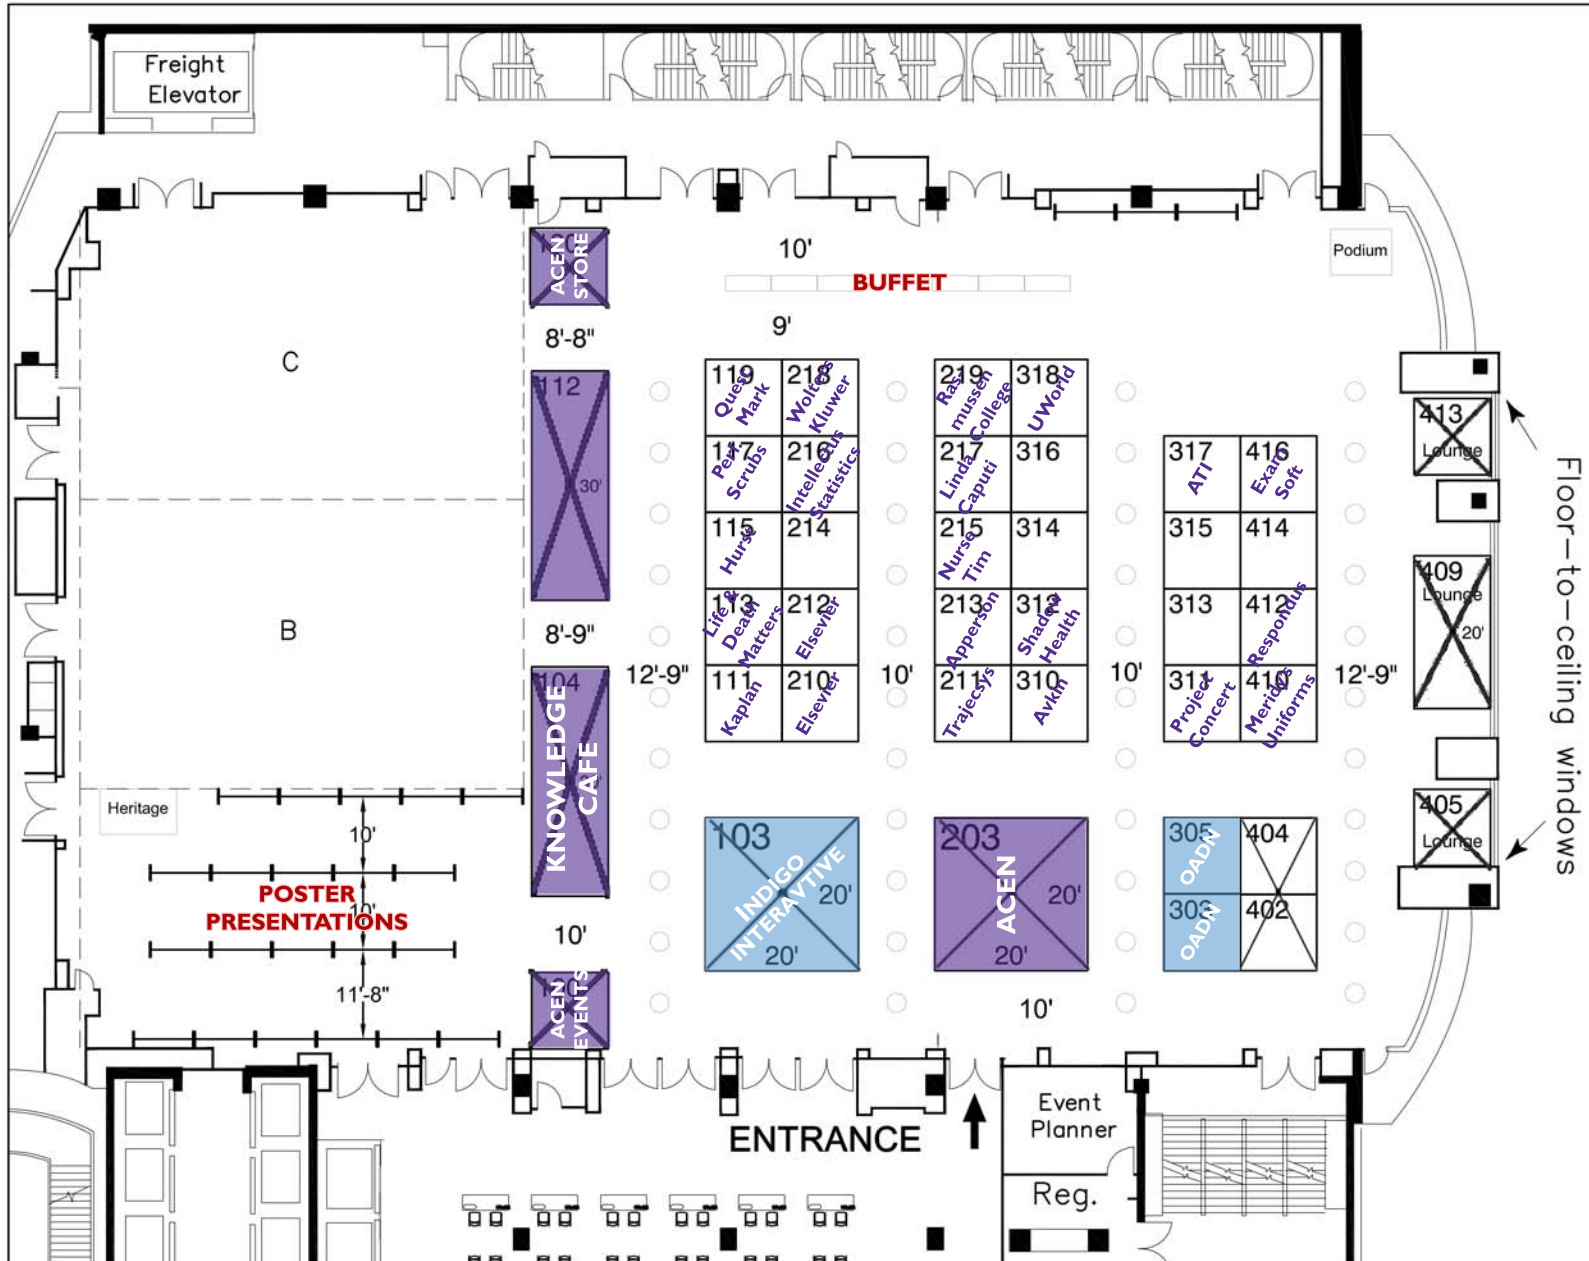 Freight
Elevator
ACEN
STORE
10'
BUFFET
Podium
8'-8"
9'
C
112
30'
119
Quest
Mark
218
Wolters
Kluwer
219
Ras-
mussen
College
318
UWorld
413
Lounge
117
Perf.
Scrubs
216
Intellectus
Statistics
217
Linda
Caputi
316
317
ATI
416
Exam
Soft
Floor-to-ceiling windows
115
Hurst
214
215
Nurse
Tim
314
315
414
409
Lounge
20'
B
8'-9"
113
Life &
Death
Matters
212
Elsevier
213
Apperson
312
Shadow
Health
313
412
Respondus
12'-9"
10'
10'
12'-9"
104
KNOWLEDGE
CAFE
111
Kaplan
210
Elsevier
211
Trajecsys
310
Avkin
311
Project
Concert
410
Meridy's
Uniforms
Heritage
10'
POSTER
PRESENTATIONS
10'
11'-8"
103
INDIGO
INTERAVTIVE
20'
20'
203
ACEN
20'
20'
305
OADN
404
303
OADN
402
405
Lounge
10'
ACEN
EVENTS
10'
ENTRANCE
Event
Planner
Reg.